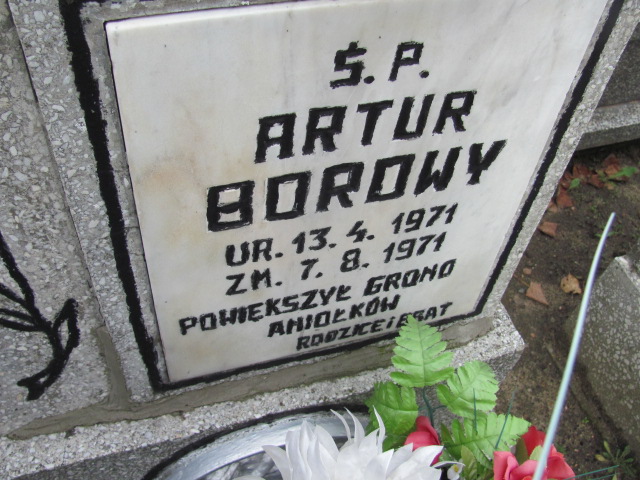 Ś. P.
ARTUR
BOROWY
UR. 13. 4. 1971
ZM. 7. 8. 1971
POWIĘKSZYŁ GRONO
ANIOŁKÓW
RODZICE I BRAT